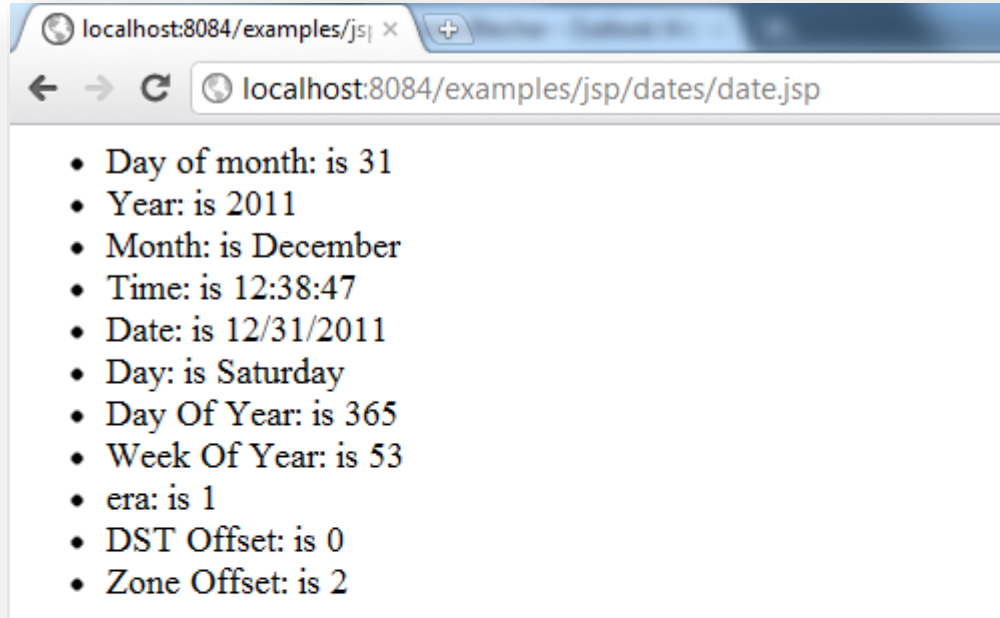 localhost:8084/examples/jsp
localhost:8084/examples/jsp/dates/date.jsp
Day of month: is 31
Year: is 2011
Month: is December
Time: is 12:38:47
Date: is 12/31/2011
Day: is Saturday
Day Of Year: is 365
Week Of Year: is 53
era: is 1
DST Offset: is 0
Zone Offset: is 2